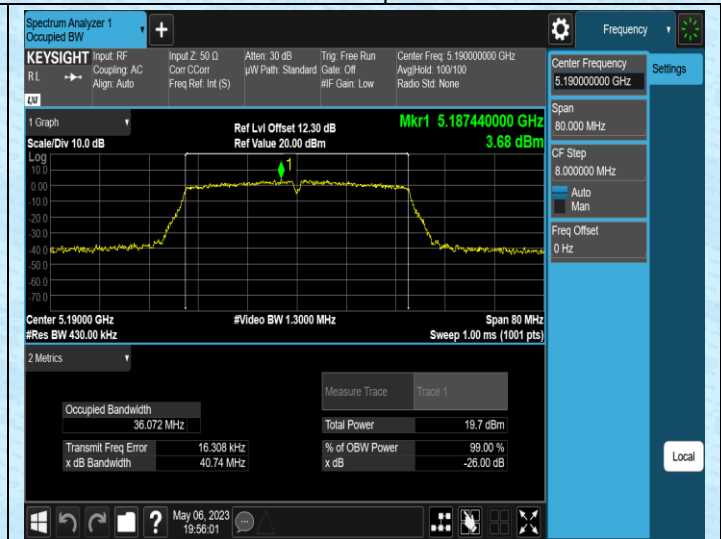 Spectrum Analyzer 1
Occupied BW
Frequency
KEYSIGHT
R L
LXI
Input: RF
Coupling: AC
Align: Auto
Input Z: 50 Ω
Corr CCorr
Freq Ref: Int (S)
Atten: 30 dB
µW Path: Standard
Trig: Free Run
Gate: Off
#IF Gain: Low
Center Freq: 5.190000000 GHz
Avg|Hold: 100/100
Radio Std: None
Center Frequency
5.190000000 GHz
Settings
Span
80.000 MHz
CF Step
8.000000 MHz
Auto
Man
Freq Offset
0 Hz
1 Graph
Scale/Div 10.0 dB
Ref Lvl Offset 12.30 dB
Ref Value 20.00 dBm
Mkr1 5.187440000 GHz
3.68 dBm
Log
10.0
0.00
-10.0
-20.0
-30.0
-40.0
-50.0
-60.0
-70.0
1
Center 5.19000 GHz
#Res BW 430.00 kHz
#Video BW 1.3000 MHz
Span 80 MHz
Sweep 1.00 ms (1001 pts)
2 Metrics
Measure Trace
Trace 1
Occupied Bandwidth
36.072 MHz
Total Power
19.7 dBm
Transmit Freq Error
16.308 kHz
% of OBW Power
99.00 %
x dB Bandwidth
40.74 MHz
x dB
-26.00 dB
Local
?
May 06, 2023
19:56:01